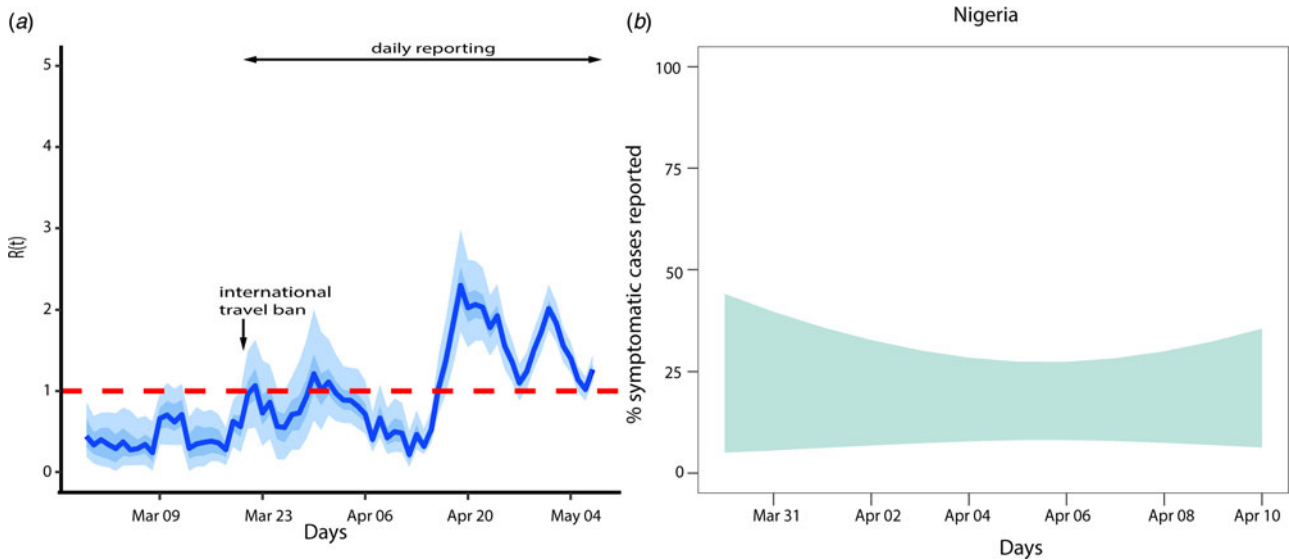 (a)
daily reporting
5
4
3
2
1
0
R(t)
international
travel ban
Mar 09
Mar 23
Apr 06
Apr 20
May 04
Days
(b)
Nigeria
100
75
50
25
0
% symptomatic cases reported
Mar 31
Apr 02
Apr 04
Apr 06
Apr 08
Apr 10
Days